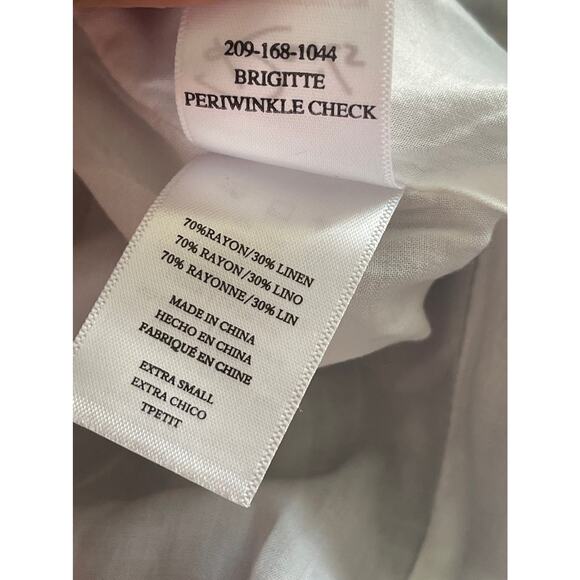 209-168-1044
BRIGITTE
PERIWINKLE CHECK
70%RAYON/30% LINEN
70% RAYON/30% LINO
70% RAYONNE/30% LIN
MADE IN CHINA
HECHO EN CHINA
FABRIQUÉ EN CHINE
EXTRA SMALL
EXTRA CHICO
TPETIT